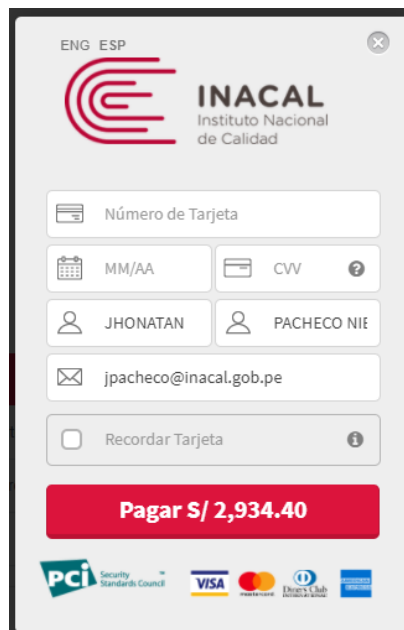 ENG ESP
INACAL
Instituto Nacional
de Calidad
Número de Tarjeta
MM/AA CVV
JHONATAN PACHECO NIE
jpacheco@inacal.gob.pe
Recordar Tarjeta
Pagar S/ 2,934.40
PCI Security
Standards Council
VISA mastercard Diners Club